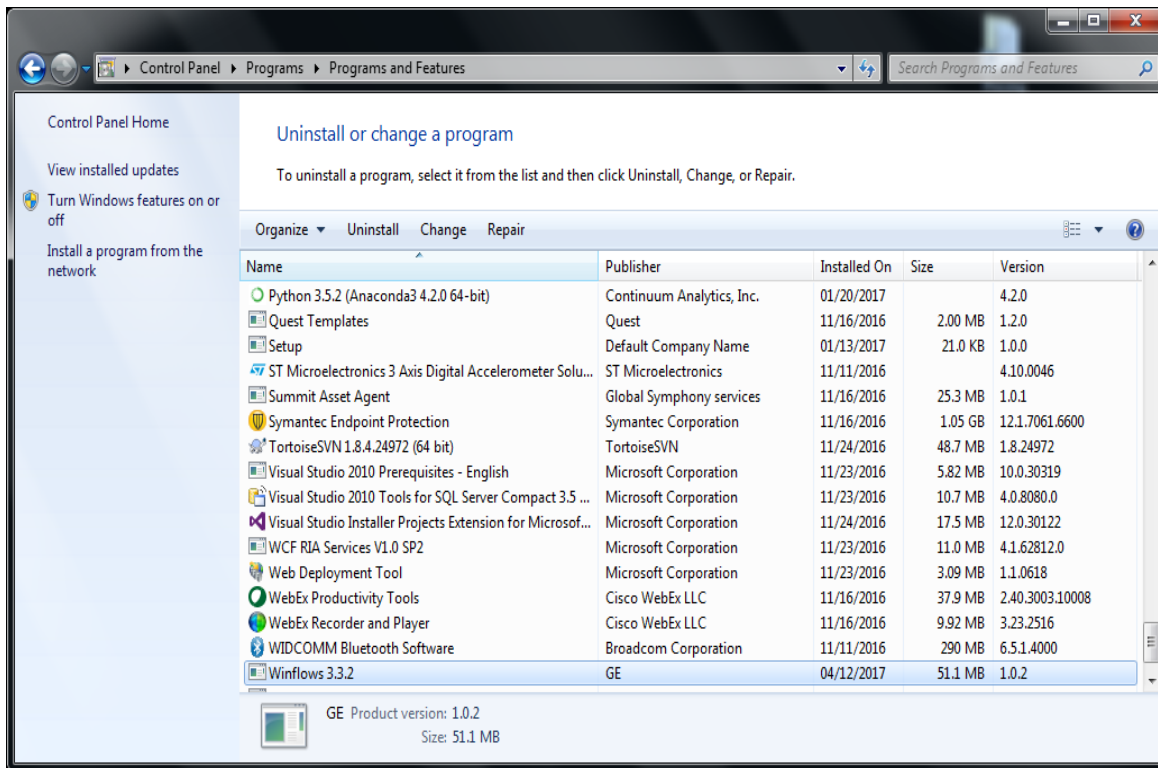 Control Panel Programs Programs and Features Search Programs and Features
Control Panel Home
View installed updates
Turn Windows features on or
off
Install a program from the
network
Uninstall or change a program
To uninstall a program, select it from the list and then click Uninstall, Change, or Repair.
Organize Uninstall Change Repair
Name Publisher Installed On Size Version
Python 3.5.2 (Anaconda3 4.2.0 64-bit) Continuum Analytics, Inc. 01/20/2017 4.2.0
Quest Templates Quest 11/16/2016 2.00 MB 1.2.0
Setup Default Company Name 01/13/2017 21.0 KB 1.0.0
ST Microelectronics 3 Axis Digital Accelerometer Solu... ST Microelectronics 11/11/2016 4.10.0046
Summit Asset Agent Global Symphony services 11/16/2016 25.3 MB 1.0.1
Symantec Endpoint Protection Symantec Corporation 11/16/2016 1.05 GB 12.1.7061.6600
TortoiseSVN 1.8.4.24972 (64 bit) TortoiseSVN 11/24/2016 48.7 MB 1.8.24972
Visual Studio 2010 Prerequisites - English Microsoft Corporation 11/23/2016 5.82 MB 10.0.30319
Visual Studio 2010 Tools for SQL Server Compact 3.5 ... Microsoft Corporation 11/23/2016 10.7 MB 4.0.8080.0
Visual Studio Installer Projects Extension for Microsof... Microsoft Corporation 11/24/2016 17.5 MB 12.0.30122
WCF RIA Services V1.0 SP2 Microsoft Corporation 11/23/2016 11.0 MB 4.1.62812.0
Web Deployment Tool Microsoft Corporation 11/23/2016 3.09 MB 1.1.0618
WebEx Productivity Tools Cisco WebEx LLC 11/16/2016 37.9 MB 2.40.3003.10008
WebEx Recorder and Player Cisco WebEx LLC 11/16/2016 9.92 MB 3.23.2516
WIDCOMM Bluetooth Software Broadcom Corporation 11/11/2016 290 MB 6.5.1.4000
Winflows 3.3.2 GE 04/12/2017 51.1 MB 1.0.2
GE Product version: 1.0.2
Size: 51.1 MB